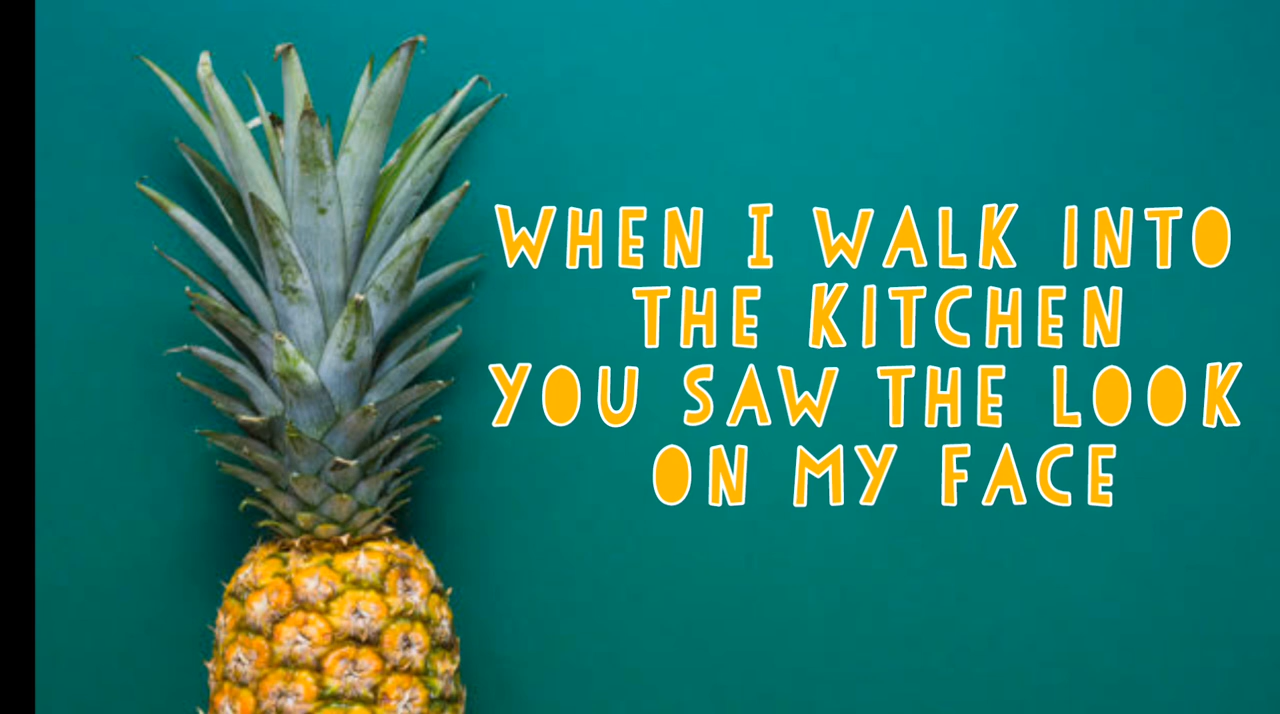 WHEN I WALK INTO
THE KITCHEN
YOU SAW THE LOOK
ON MY FACE